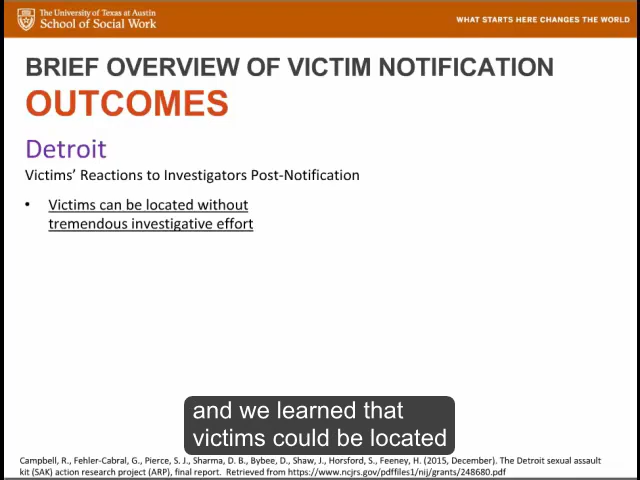 The University of Texas at Austin
School of Social Work
WHAT STARTS HERE CHANGES THE WORLD
BRIEF OVERVIEW OF VICTIM NOTIFICATION
OUTCOMES
Detroit
Victims’ Reactions to Investigators Post-Notification
• Victims can be located without
tremendous investigative effort
and we learned that
victims could be located
Campbell, R., Fehler-Cabral, G., Pierce, S. J., Sharma, D. B., Bybee, D., Shaw, J., Horsford, S., Feeney, H. (2015, December). The Detroit sexual assault
kit (SAK) action research project (ARP), final report. Retrieved from https://www.ncjrs.gov/pdffiles1/nij/grants/248680.pdf